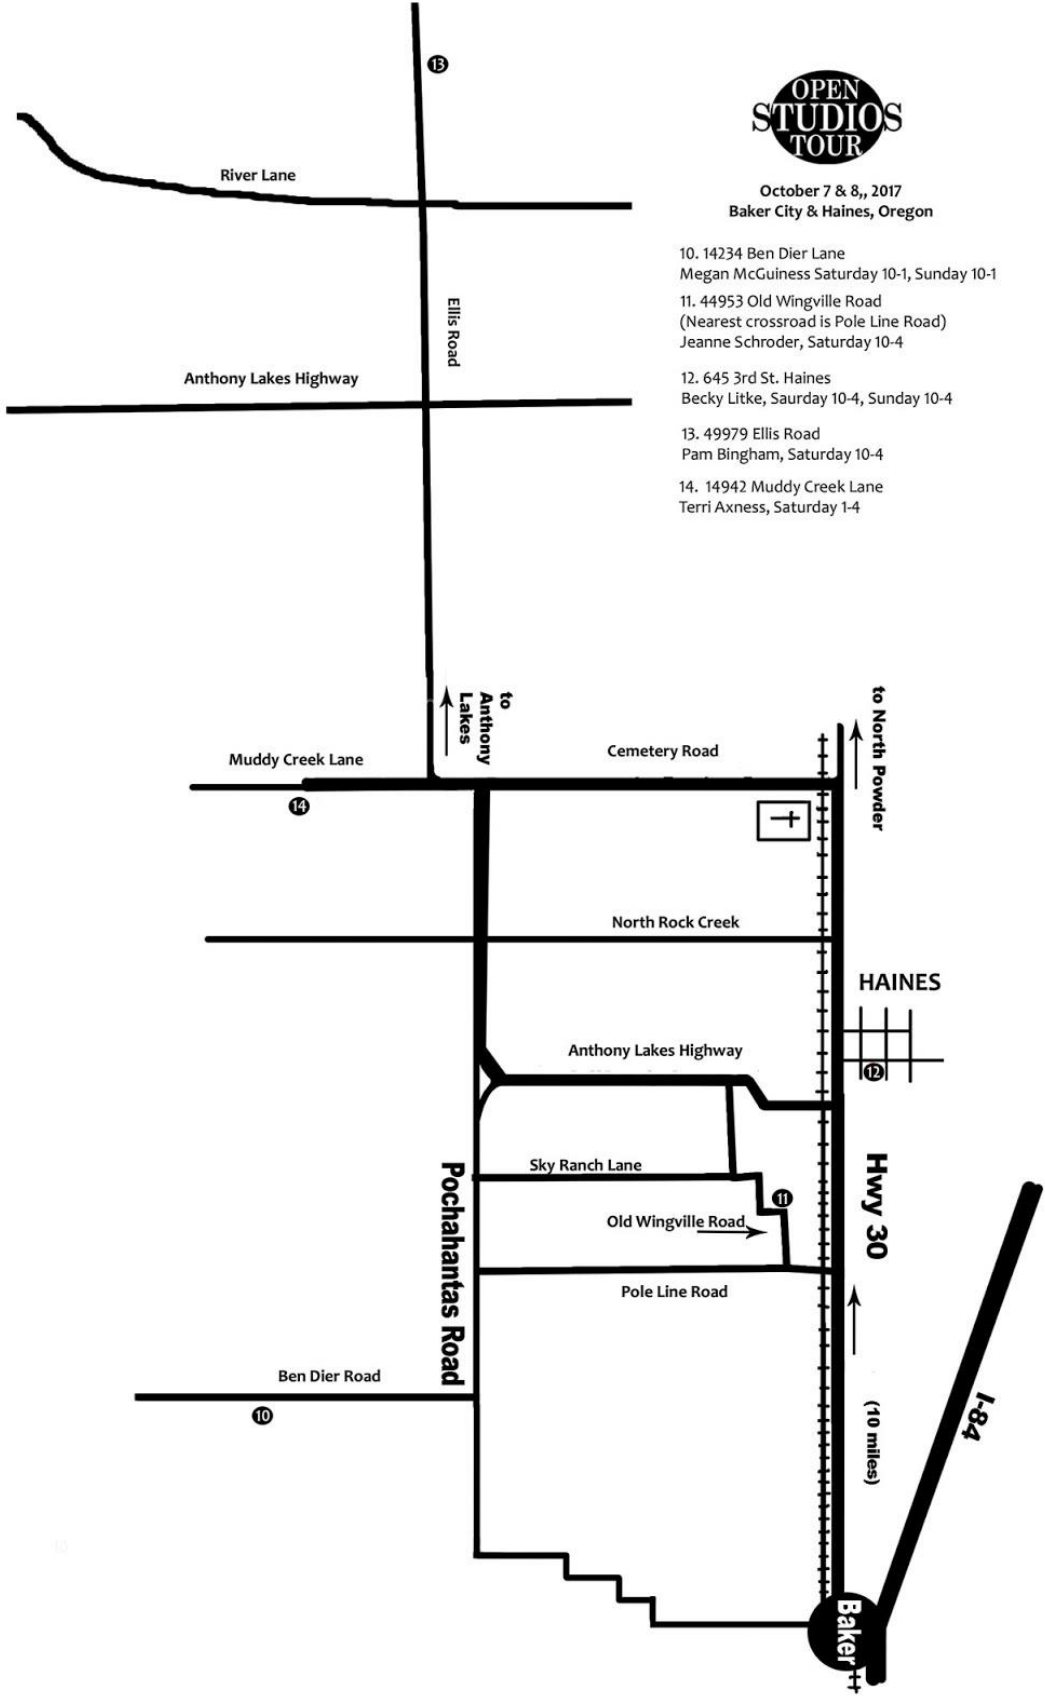 OPEN
STUDIOS
TOUR
October 7 & 8,, 2017
Baker City & Haines, Oregon
10. 14234 Ben Dier Lane
Megan McGuiness Saturday 10-1, Sunday 10-1
11. 44953 Old Wingville Road
(Nearest crossroad is Pole Line Road)
Jeanne Schroder, Saturday 10-4
12. 645 3rd St. Haines
Becky Litke, Saurday 10-4, Sunday 10-4
13. 49979 Ellis Road
Pam Bingham, Saturday 10-4
14. 14942 Muddy Creek Lane
Terri Axness, Saturday 1-4
13
River Lane
Ellis Road
Anthony Lakes Highway
to
Anthony
Lakes
to North Powder
Muddy Creek Lane
Cemetery Road
14
North Rock Creek
HAINES
Anthony Lakes Highway
12
Hwy 30
Sky Ranch Lane
11
Old Wingville Road
Pochahantas Road
Pole Line Road
Ben Dier Road
10
(10 miles)
I-84
Baker